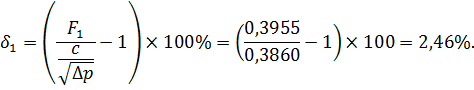 δ₁ = (F₁ / (c / √Δp) − 1) × 100% = (0,3955 / 0,3860 − 1) × 100 = 2,46%.